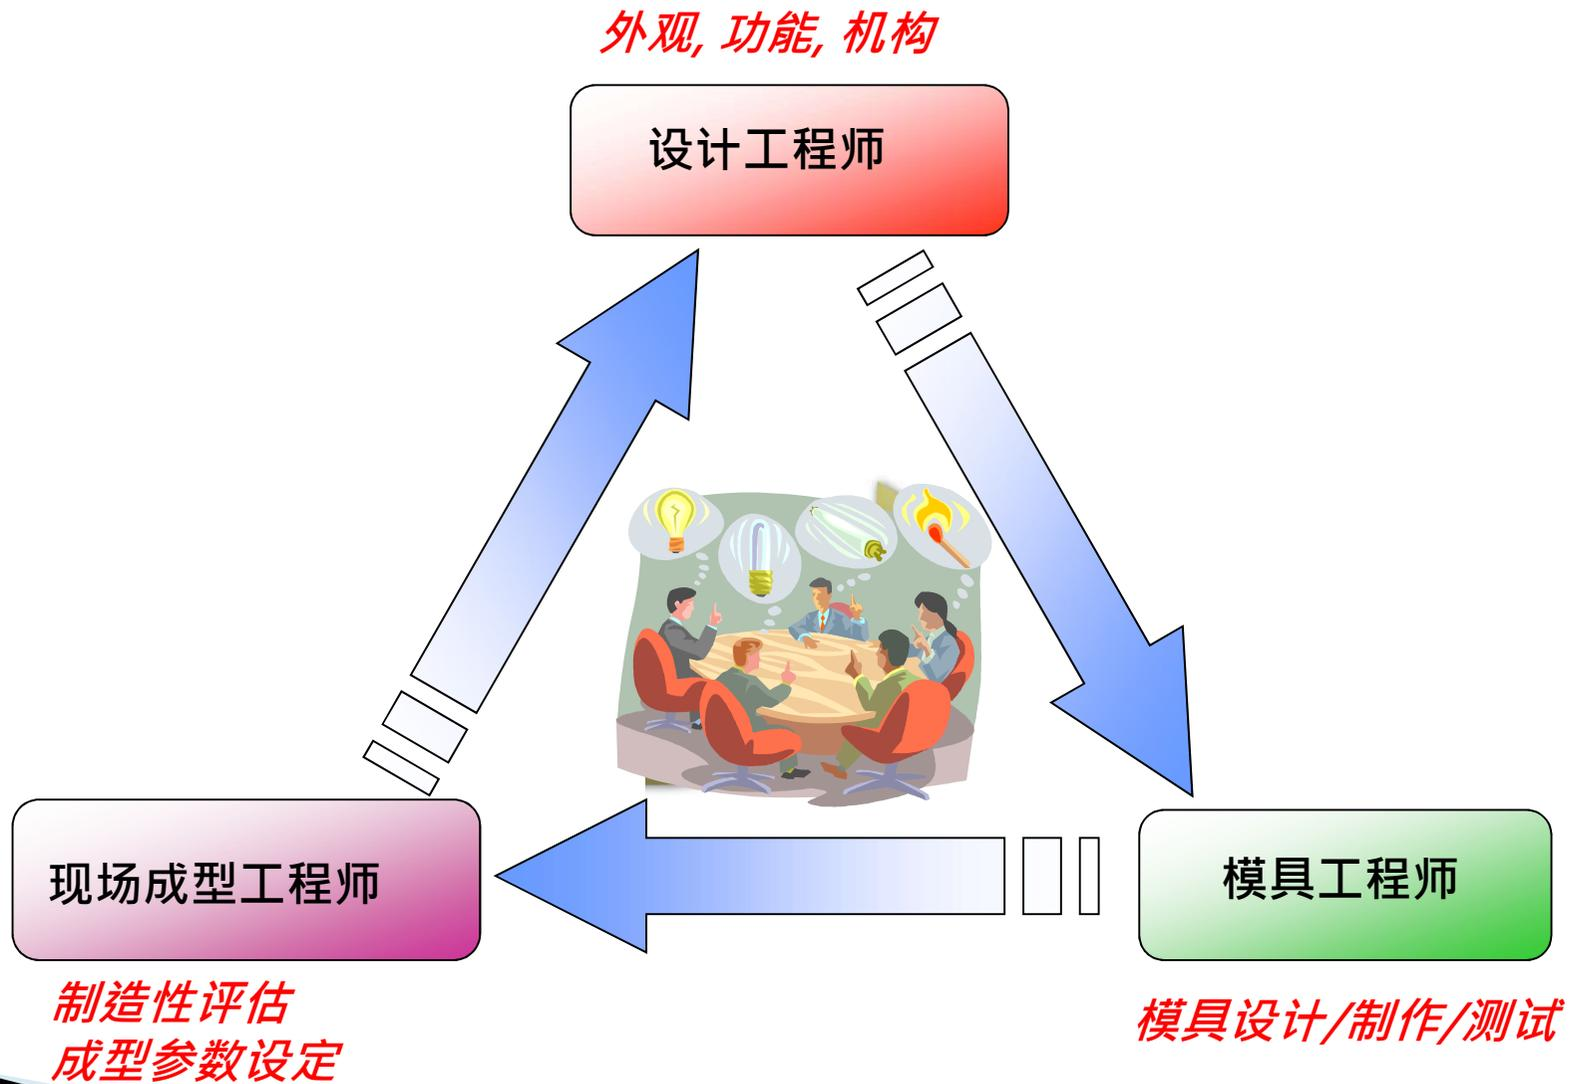 外观, 功能, 机构
设计工程师
现场成型工程师
模具工程师
制造性评估
成型参数设定
模具设计/制作/测试